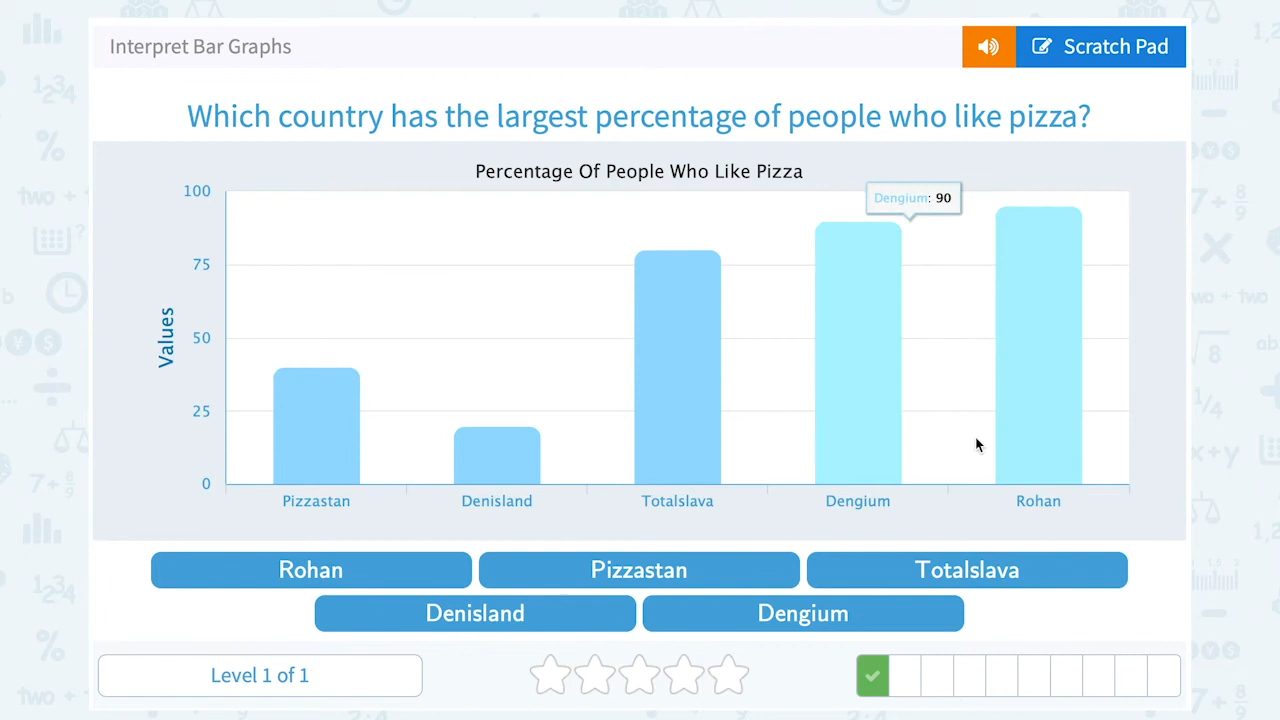 Interpret Bar Graphs
Scratch Pad
Which country has the largest percentage of people who like pizza?
Percentage Of People Who Like Pizza
100
75
50
25
0
Values
Dengium: 90
Pizzastan
Denisland
Totalslava
Dengium
Rohan
Rohan
Pizzastan
Totalslava
Denisland
Dengium
Level 1 of 1